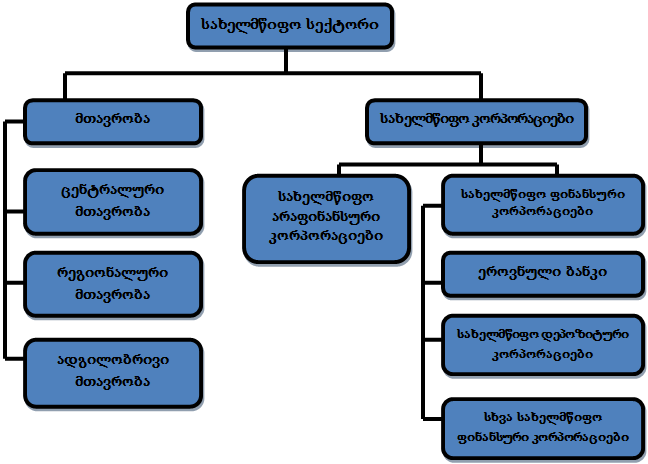 სახელმწიფო სექტორი
მთავრობა
ცენტრალური
მთავრობა
რეგიონალური
მთავრობა
ადგილობრივი
მთავრობა
სახელმწიფო კორპორაციები
სახელმწიფო
არაფინანსური
კორპორაციები
სახელმწიფო ფინანსური
კორპორაციები
ეროვნული ბანკი
სახელმწიფო დეპოზიტური
კორპორაციები
სხვა სახელმწიფო
ფინანსური კორპორაციები